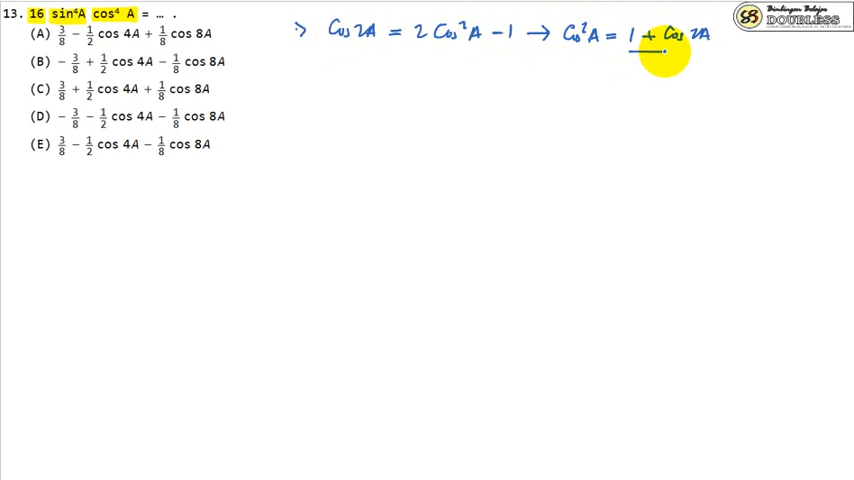 13. 16 sin⁴A cos⁴ A = … .
(A) 3/8 − 1/2 cos 4A + 1/8 cos 8A
(B) − 3/8 + 1/2 cos 4A − 1/8 cos 8A
(C) 3/8 + 1/2 cos 4A + 1/8 cos 8A
(D) − 3/8 − 1/2 cos 4A − 1/8 cos 8A
(E) 3/8 − 1/2 cos 4A − 1/8 cos 8A
Cos 2A = 2 Cos²A − 1 → Cos²A = 1 + Cos 2A
Bimbingan Belajar
DOUBLESS